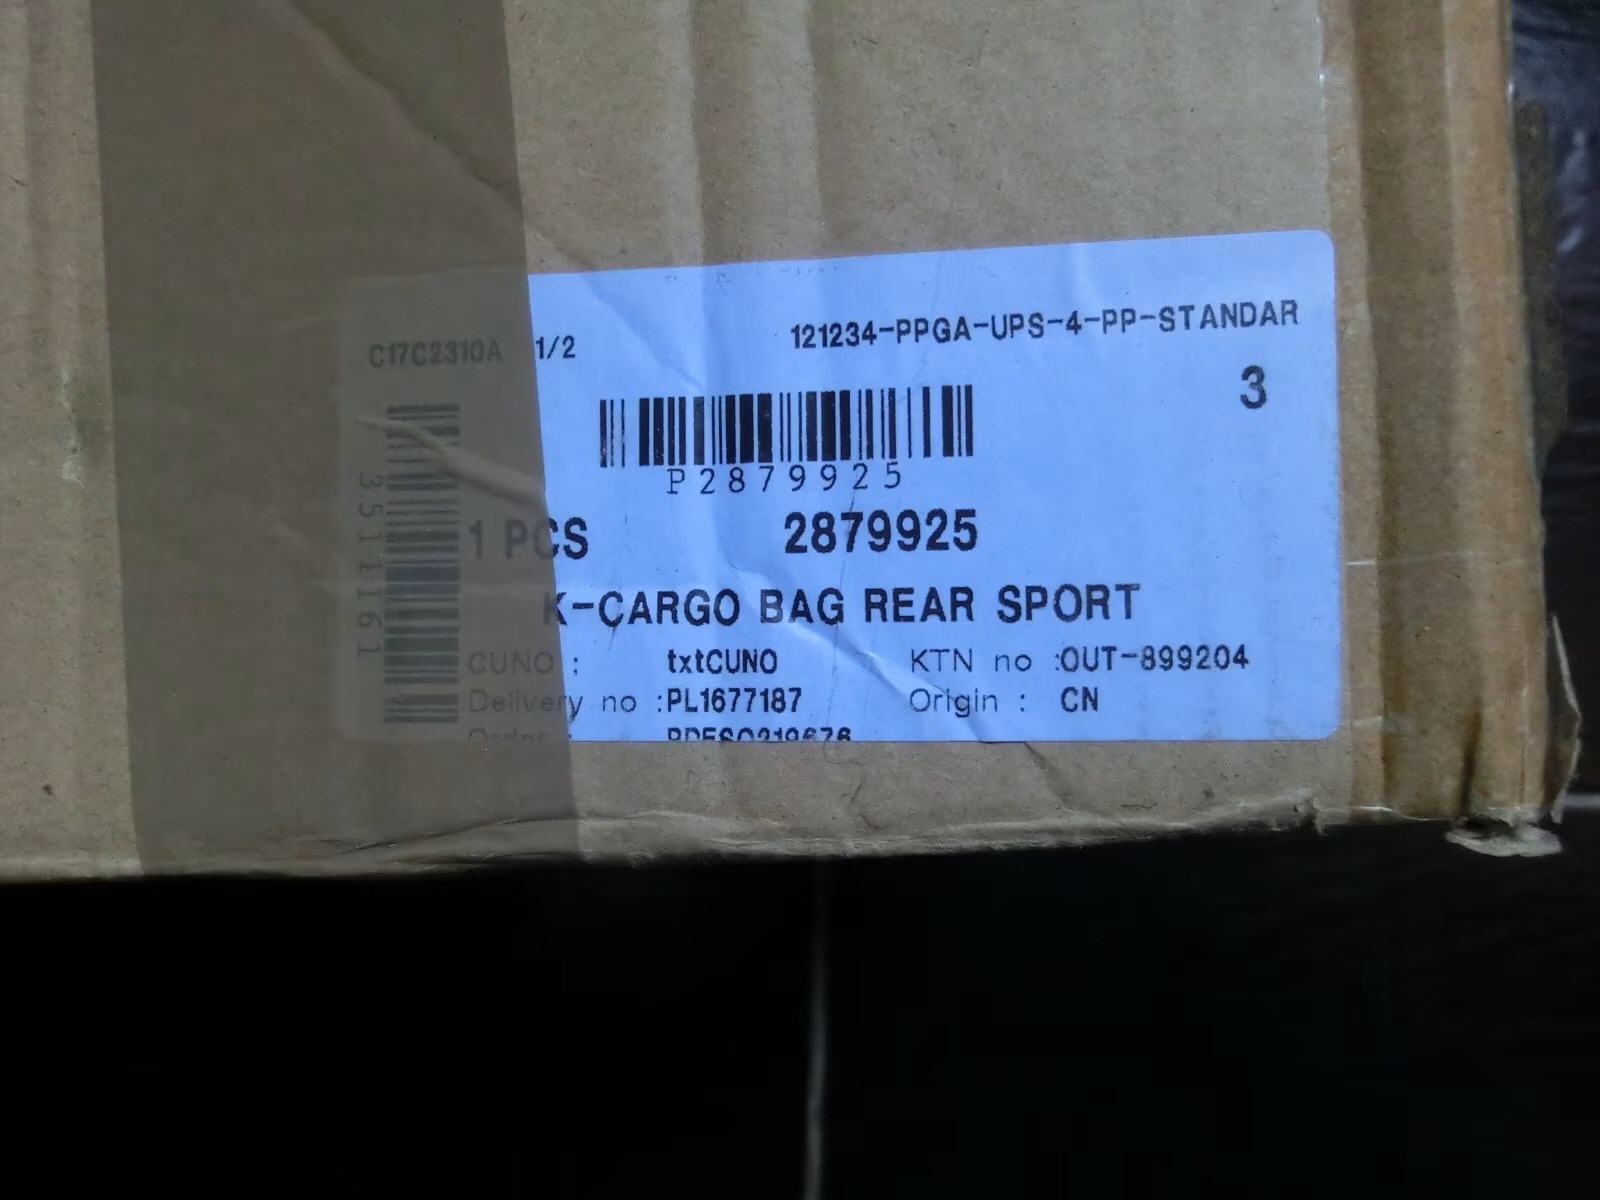 C17C2310A 1/2 121234-PPGA-UPS-4-PP-STANDAR
3
P2879925
3511161
1 PCS 2879925
K-CARGO BAG REAR SPORT
CUNO : txtCUNO KTN no :OUT-899204
Delivery no :PL1677187 Origin : CN
Order :